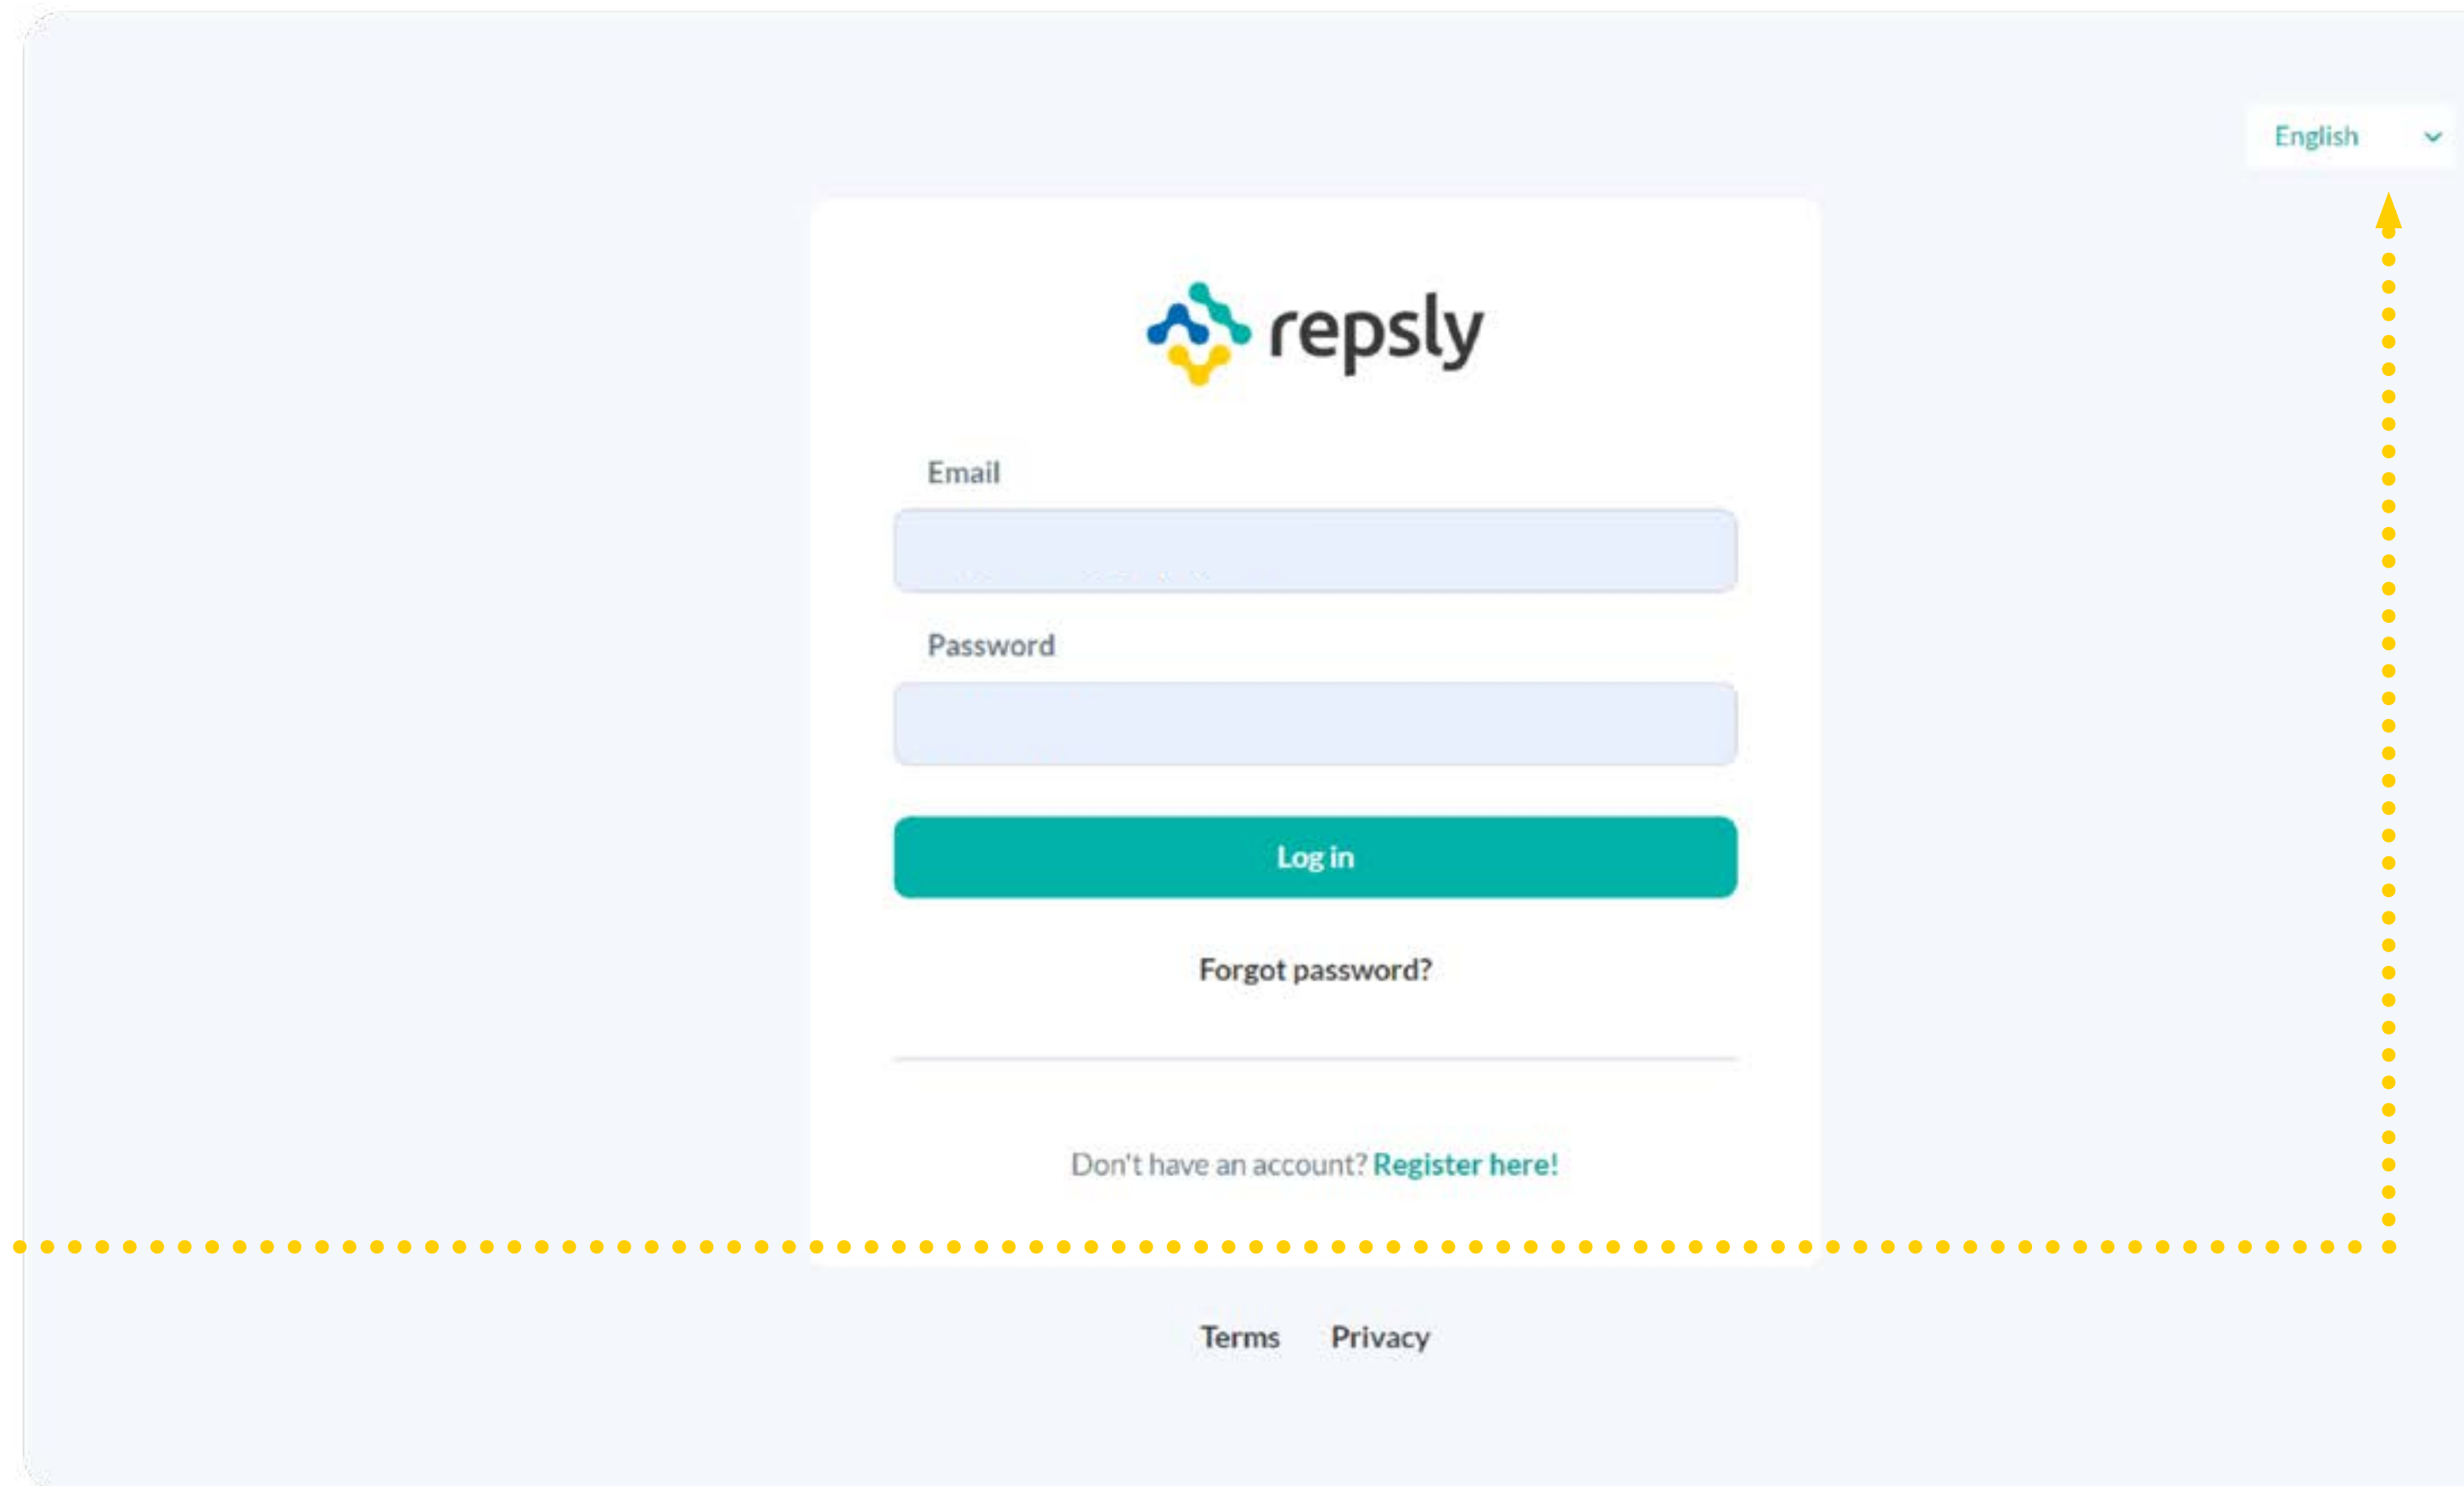 English
repsly
Email
Password
Log in
Forgot password?
Don't have an account? Register here!
Terms Privacy